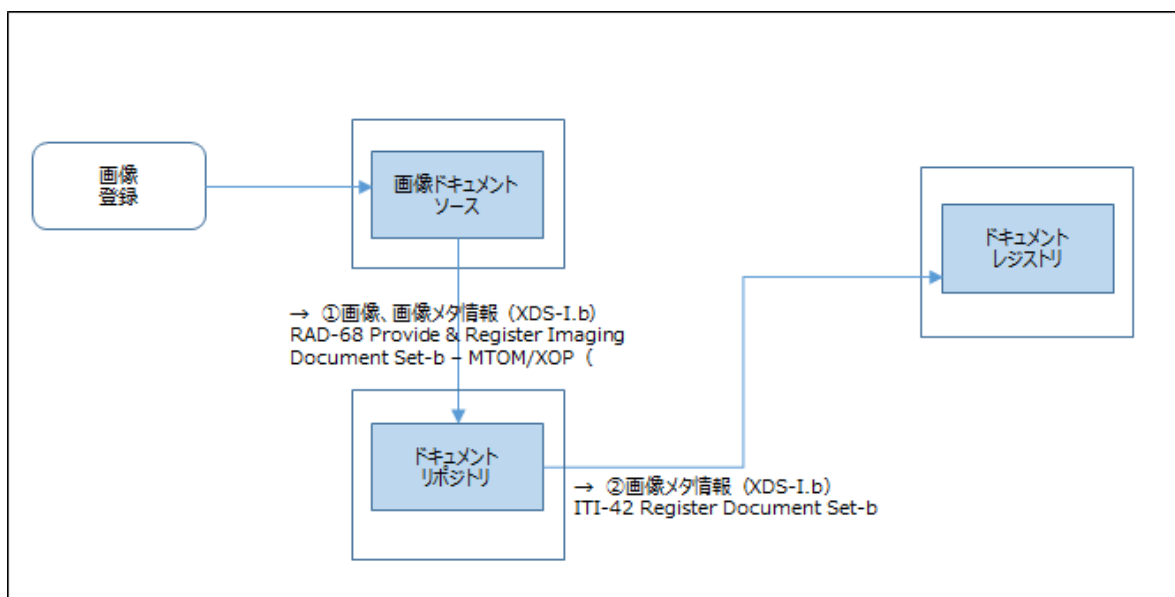 画像
登録
画像ドキュメント
ソース
ドキュメント
レジストリ
→ ①画像、画像メタ情報（XDS-I.b）
RAD-68 Provide & Register Imaging
Document Set-b – MTOM/XOP（
ドキュメント
リポジトリ
→ ②画像メタ情報（XDS-I.b）
ITI-42 Register Document Set-b